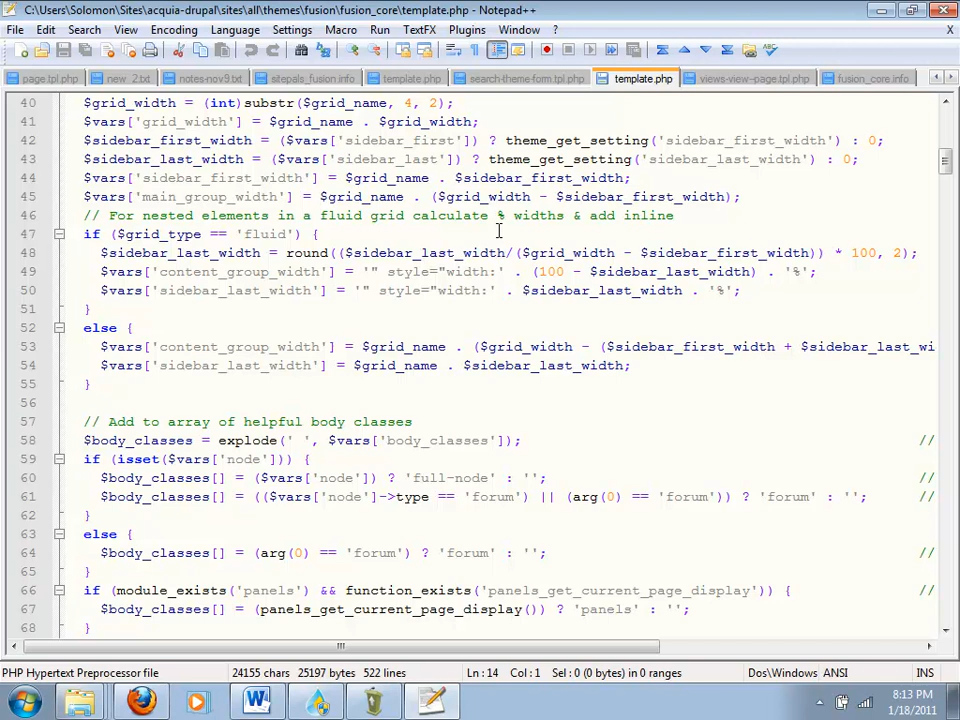 C:\Users\Solomon\Sites\acquia-drupal\sites\all\themes\fusion\fusion_core\template.php - Notepad++
File Edit Search View Encoding Language Settings Macro Run TextFX Plugins Window ? X
page.tpl.php new 2.txt notes-nov9.txt sitepals_fusion.info template.php search-theme-form.tpl.php template.php views-view-page.tpl.php fusion_core.info
40 $grid_width = (int)substr($grid_name, 4, 2);
41 $vars['grid_width'] = $grid_name . $grid_width;
42 $sidebar_first_width = ($vars['sidebar_first']) ? theme_get_setting('sidebar_first_width') : 0;
43 $sidebar_last_width = ($vars['sidebar_last']) ? theme_get_setting('sidebar_last_width') : 0;
44 $vars['sidebar_first_width'] = $grid_name . $sidebar_first_width;
45 $vars['main_group_width'] = $grid_name . ($grid_width - $sidebar_first_width);
46 // For nested elements in a fluid grid calculate % widths & add inline
47 if ($grid_type == 'fluid') {
48 $sidebar_last_width = round(($sidebar_last_width/($grid_width - $sidebar_first_width)) * 100, 2);
49 $vars['content_group_width'] = '" style="width:' . (100 - $sidebar_last_width) . '%';
50 $vars['sidebar_last_width'] = '" style="width:' . $sidebar_last_width . '%';
51 }
52 else {
53 $vars['content_group_width'] = $grid_name . ($grid_width - ($sidebar_first_width + $sidebar_last_wi
54 $vars['sidebar_last_width'] = $grid_name . $sidebar_last_width;
55 }
56
57 // Add to array of helpful body classes
58 $body_classes = explode(' ', $vars['body_classes']); //
59 if (isset($vars['node'])) {
60 $body_classes[] = ($vars['node']) ? 'full-node' : ''; //
61 $body_classes[] = (($vars['node']->type == 'forum') || (arg(0) == 'forum')) ? 'forum' : ''; //
62 }
63 else {
64 $body_classes[] = (arg(0) == 'forum') ? 'forum' : ''; //
65 }
66 if (module_exists('panels') && function_exists('panels_get_current_page_display')) { //
67 $body_classes[] = (panels_get_current_page_display()) ? 'panels' : '';
68 }
PHP Hypertext Preprocessor file 24155 chars 25197 bytes 522 lines Ln : 14 Col : 1 Sel : 0 (0 bytes) in 0 ranges Dos\Windows ANSI INS
8:13 PM
1/18/2011